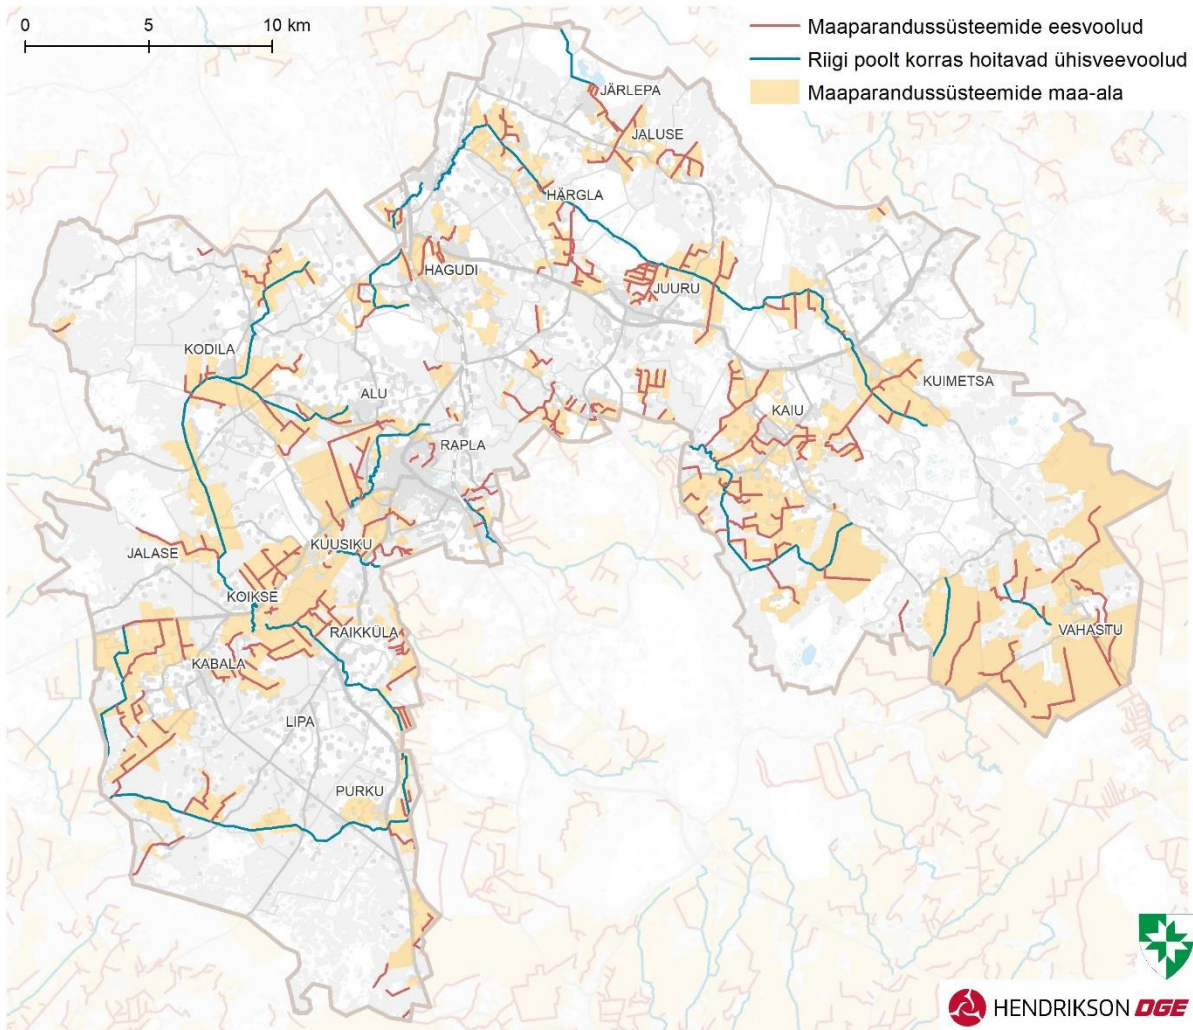 0 5 10 km
Maaparandussüsteemide eesvoolud
Riigi poolt korras hoitavad ühisveevoolud
Maaparandussüsteemide maa-ala
JÄRLEPA
JALUSE
HÄRGLA
HAGUDI
JUURU
KODILA
ALU
KUIMETSA
KAIU
RAPLA
KUUSIKU
JALASE
KOIKSE
RAIKKÜLA
VAHASTU
KABALA
LIPA
PURKU
HENDRIKSON DGE